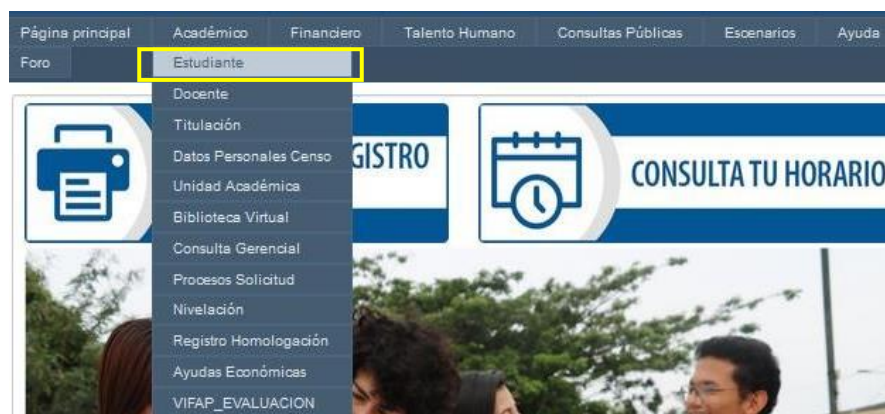 Página principal Académico Financiero Talento Humano Consultas Públicas Escenarios Ayuda
Foro Estudiante
Docente
Titulación
Datos Personales Censo
Unidad Académica
Biblioteca Virtual
Consulta Gerencial
Procesos Solicitud
Nivelación
Registro Homologación
Ayudas Económicas
VIFAP_EVALUACION
GISTRO
CONSULTA TU HORARIO